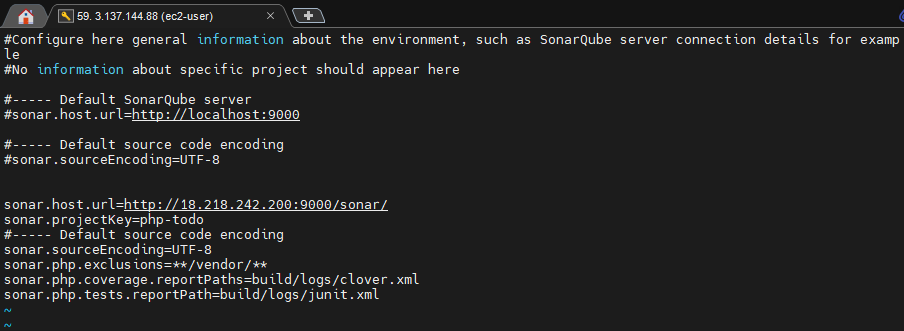 59. 3.137.144.88 (ec2-user)
#Configure here general information about the environment, such as SonarQube server connection details for examp
le
#No information about specific project should appear here
#----- Default SonarQube server
#sonar.host.url=http://localhost:9000
#----- Default source code encoding
#sonar.sourceEncoding=UTF-8
sonar.host.url=http://18.218.242.200:9000/sonar/
sonar.projectKey=php-todo
#----- Default source code encoding
sonar.sourceEncoding=UTF-8
sonar.php.exclusions=**/vendor/**
sonar.php.coverage.reportPaths=build/logs/clover.xml
sonar.php.tests.reportPath=build/logs/junit.xml
~
~